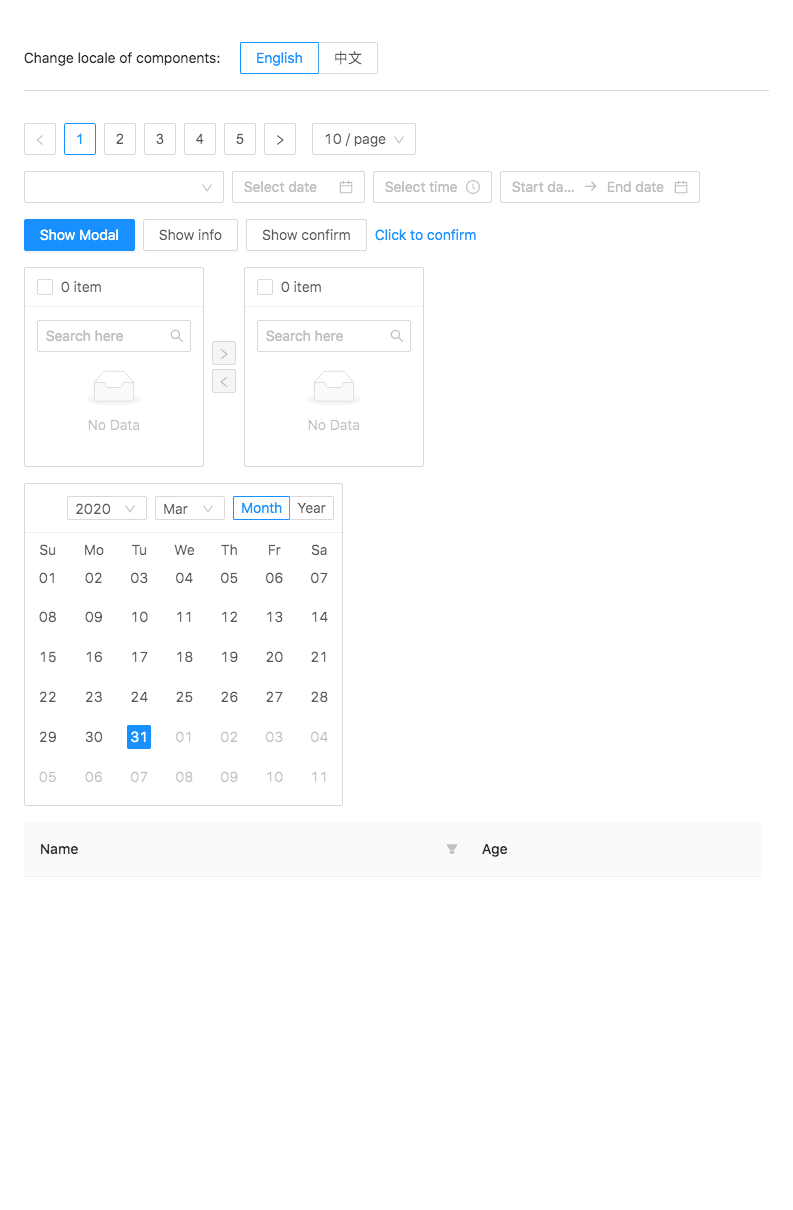 Change locale of components: English 中文
1 2 3 4 5 10 / page
Select date Select time Start da... End date
Show Modal Show info Show confirm Click to confirm
0 item 0 item
Search here Search here
No Data No Data
2020 Mar Month Year
Su Mo Tu We Th Fr Sa
01 02 03 04 05 06 07
08 09 10 11 12 13 14
15 16 17 18 19 20 21
22 23 24 25 26 27 28
29 30 31 01 02 03 04
05 06 07 08 09 10 11
Name Age